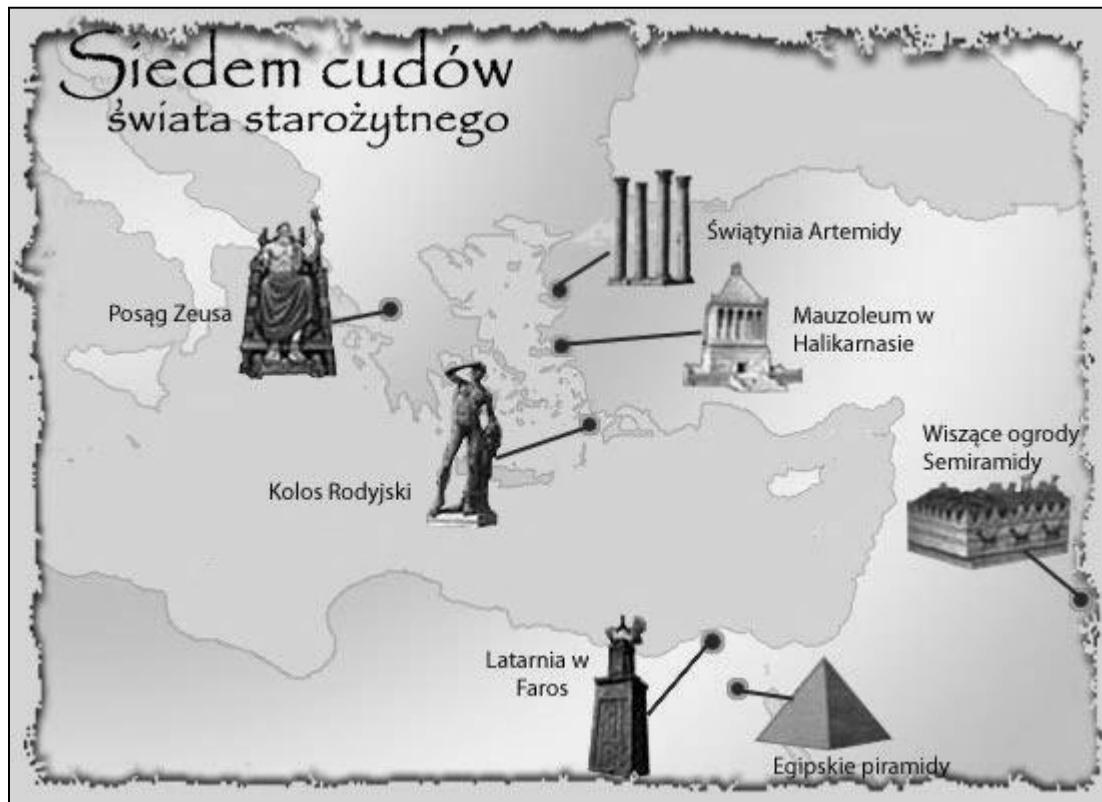 Siedem cudów
świata starożytnego
Świątynia Artemidy
Posąg Zeusa
Mauzoleum w
Halikarnasie
Wiszące ogrody
Semiramidy
Kolos Rodyjski
Latarnia w
Faros
Egipskie piramidy